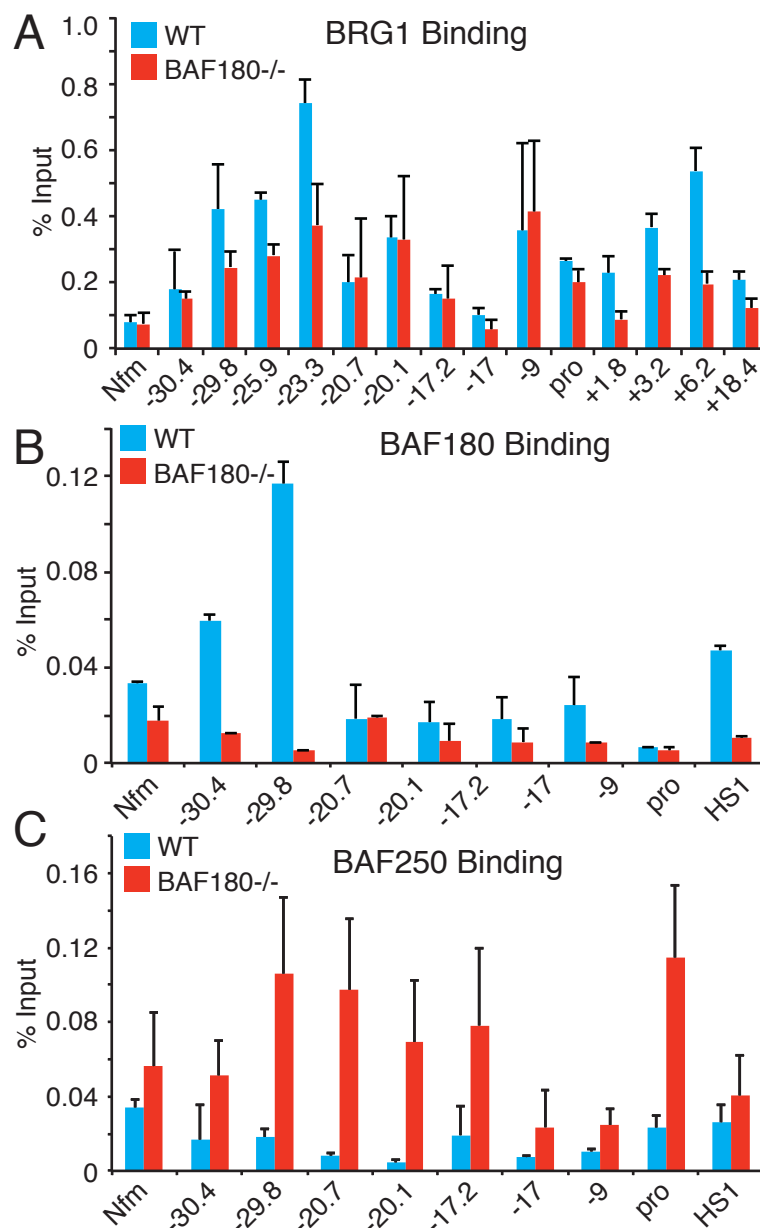 A
BRG1 Binding
WT
BAF180-/-
% Input
1.0
0.8
0.6
0.4
0.2
0
Nfm -30.4 -29.8 -25.9 -23.3 -20.7 -20.1 -17.2 -17 -9 pro +1.8 +3.2 +6.2 +18.4
B
BAF180 Binding
WT
BAF180-/-
% Input
0.12
0.08
0.04
0
Nfm -30.4 -29.8 -20.7 -20.1 -17.2 -17 -9 pro HS1
C
BAF250 Binding
WT
BAF180-/-
% Input
0.16
0.12
0.08
0.04
0
Nfm -30.4 -29.8 -20.7 -20.1 -17.2 -17 -9 pro HS1